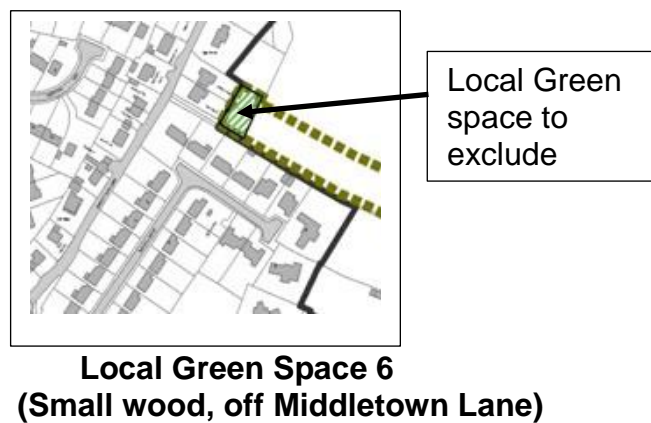 Local Green
space to
exclude
Local Green Space 6
(Small wood, off Middletown Lane)